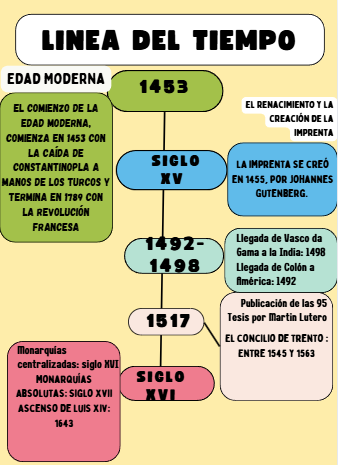 LINEA DEL TIEMPO
EDAD MODERNA
1453
EL COMIENZO DE LA
EDAD MODERNA,
COMIENZA EN 1453 CON
LA CAÍDA DE
CONSTANTINOPLA A
MANOS DE LOS TURCOS Y
TERMINA EN 1789 CON
LA REVOLUCIÓN
FRANCESA
EL RENACIMIENTO Y LA
CREACIÓN DE LA
IMPRENTA
SIGLO
XV
LA IMPRENTA SE CREÓ
EN 1455, POR JOHANNES
GUTENBERG.
1492-
1498
Llegada de Vasco da
Gama a la India: 1498
Llegada de Colón a
América: 1492
1517
Publicación de las 95
Tesis por Martín Lutero
EL CONCILIO DE TRENTO :
ENTRE 1545 Y 1563
SIGLO
XVI
Monarquías
centralizadas: siglo XVI
MONARQUÍAS
ABSOLUTAS: SIGLO XVII
ASCENSO DE LUIS XIV:
1643